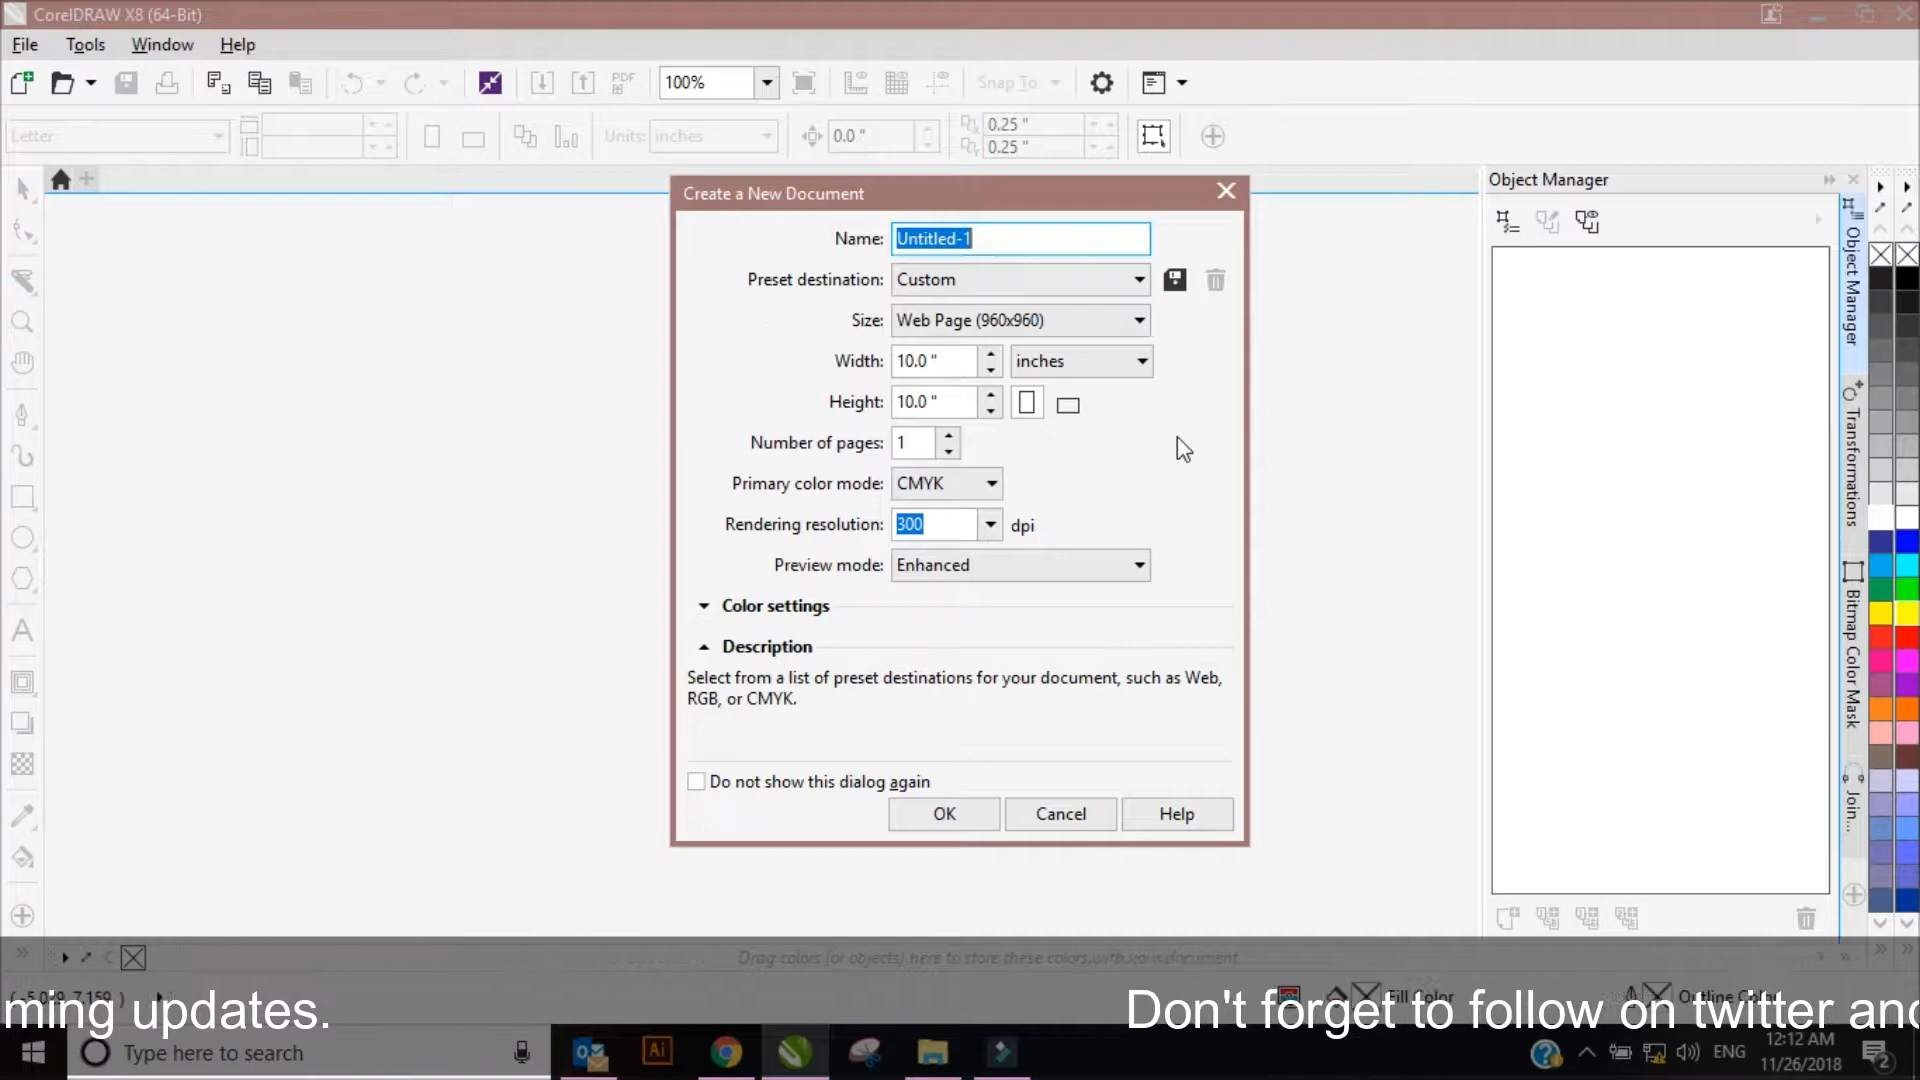 CorelDRAW X8 (64-Bit)
File Tools Window Help
PDF 100% Snap To
Letter Units: inches 0.0 " 0.25 "
0.25 "
Create a New Document
Object Manager
Name: Untitled-1
Preset destination: Custom
Size: Web Page (960x960)
Width: 10.0 " inches
Height: 10.0 "
Number of pages: 1
Primary color mode: CMYK
Rendering resolution: 300 dpi
Preview mode: Enhanced
Color settings
Description
Select from a list of preset destinations for your document, such as Web,
RGB, or CMYK.
Do not show this dialog again
OK Cancel Help
Object Manager
Transformations
Bitmap Color Mask
Join...
Drag colors (or objects) here to store these colors with your document
Fill Color
ming updates. Don't forget to follow on twitter and
Type here to search
Ai
ENG
12:12 AM
11/26/2018
2